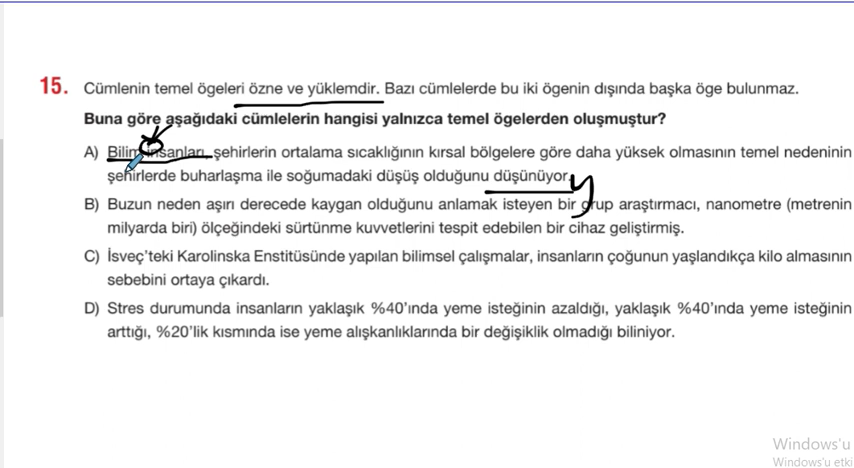 15. Cümlenin temel ögeleri özne ve yüklemdir. Bazı cümlelerde bu iki ögenin dışında başka öge bulunmaz.
Buna göre aşağıdaki cümlelerin hangisi yalnızca temel ögelerden oluşmuştur?
A) Bilim insanları şehirlerin ortalama sıcaklığının kırsal bölgelere göre daha yüksek olmasının temel nedeninin
şehirlerde buharlaşma ile soğumadaki düşüş olduğunu düşünüyor. y
B) Buzun neden aşırı derecede kaygan olduğunu anlamak isteyen bir grup araştırmacı, nanometre (metrenin
milyarda biri) ölçeğindeki sürtünme kuvvetlerini tespit edebilen bir cihaz geliştirmiş.
C) İsveç'teki Karolinska Enstitüsünde yapılan bilimsel çalışmalar, insanların çoğunun yaşlandıkça kilo almasının
sebebini ortaya çıkardı.
D) Stres durumunda insanların yaklaşık %40'ında yeme isteğinin azaldığı, yaklaşık %40'ında yeme isteğinin
arttığı, %20'lik kısmında ise yeme alışkanlıklarında bir değişiklik olmadığı biliniyor.
Windows'u
Windows'u etki